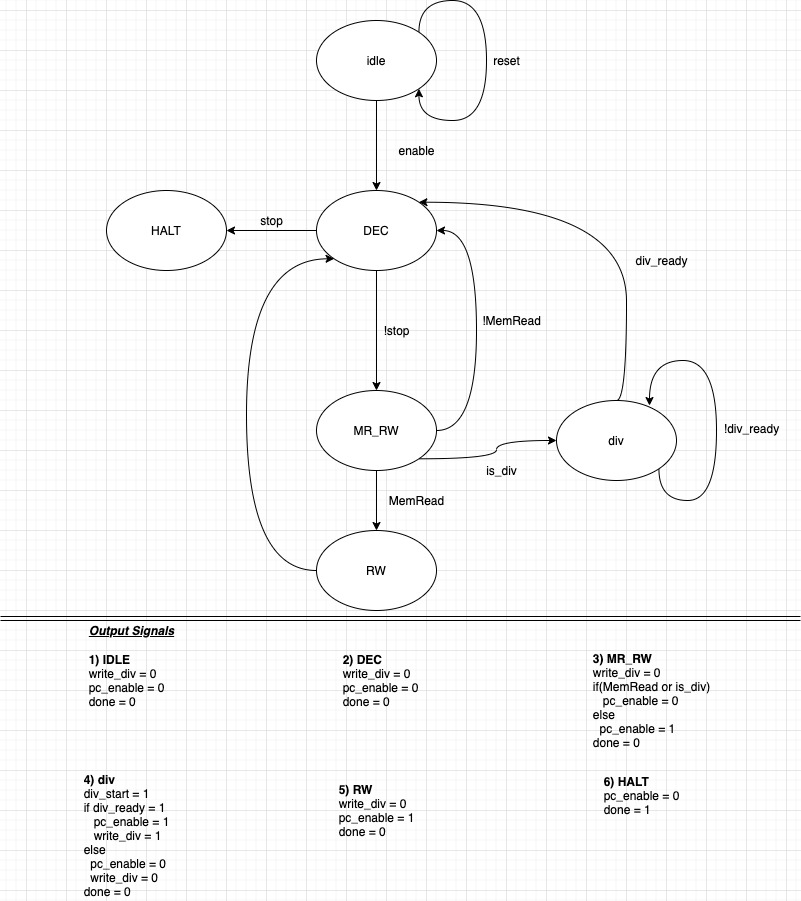 idle
reset
enable
HALT
stop
DEC
div_ready
!stop
!MemRead
MR_RW
div
!div_ready
is_div
MemRead
RW
Output Signals
1) IDLE
write_div = 0
pc_enable = 0
done = 0
2) DEC
write_div = 0
pc_enable = 0
done = 0
3) MR_RW
write_div = 0
if(MemRead or is_div)
pc_enable = 0
else
pc_enable = 1
done = 0
4) div
div_start = 1
if div_ready = 1
pc_enable = 1
write_div = 1
else
pc_enable = 0
write_div = 0
done = 0
5) RW
write_div = 0
pc_enable = 1
done = 0
6) HALT
pc_enable = 0
done = 1